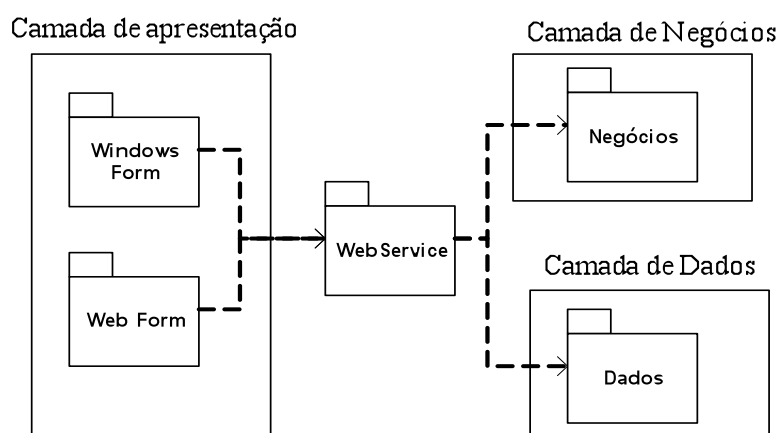 Camada de apresentação
Camada de Negócios
Windows
Form
Negócios
WebService
Camada de Dados
Web Form
Dados